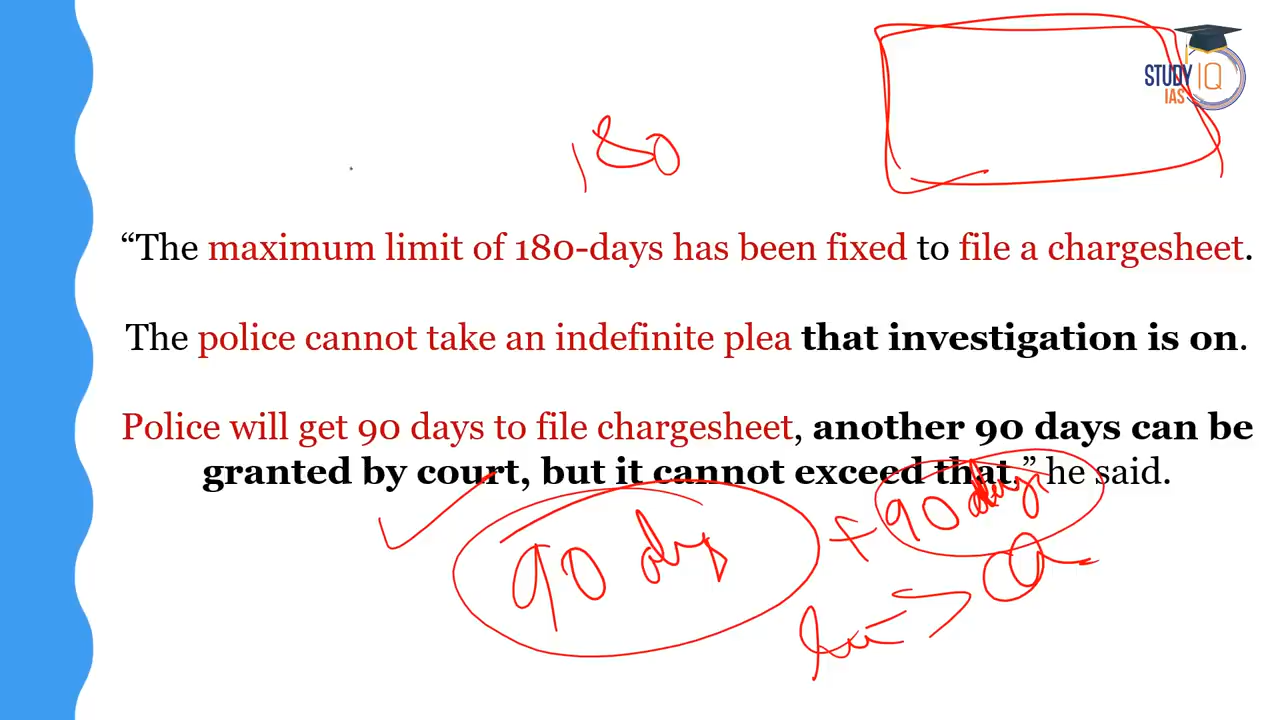 STUDY IQ
IAS
180
“The maximum limit of 180-days has been fixed to file a chargesheet.
The police cannot take an indefinite plea that investigation is on.
Police will get 90 days to file chargesheet, another 90 days can be
granted by court, but it cannot exceed that,” he said.
90 days + 90 days